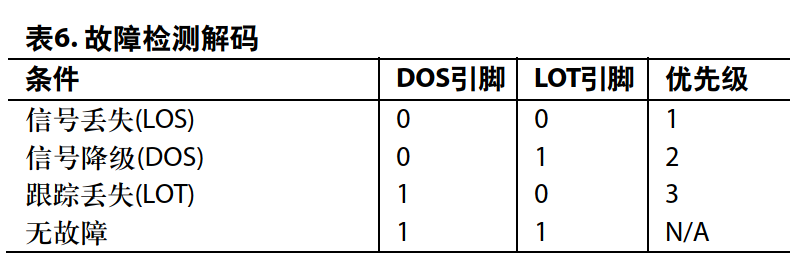 表6. 故障检测解码
条件 DOS引脚 LOT引脚 优先级
信号丢失(LOS) 0 0 1
信号降级(DOS) 0 1 2
跟踪丢失(LOT) 1 0 3
无故障 1 1 N/A